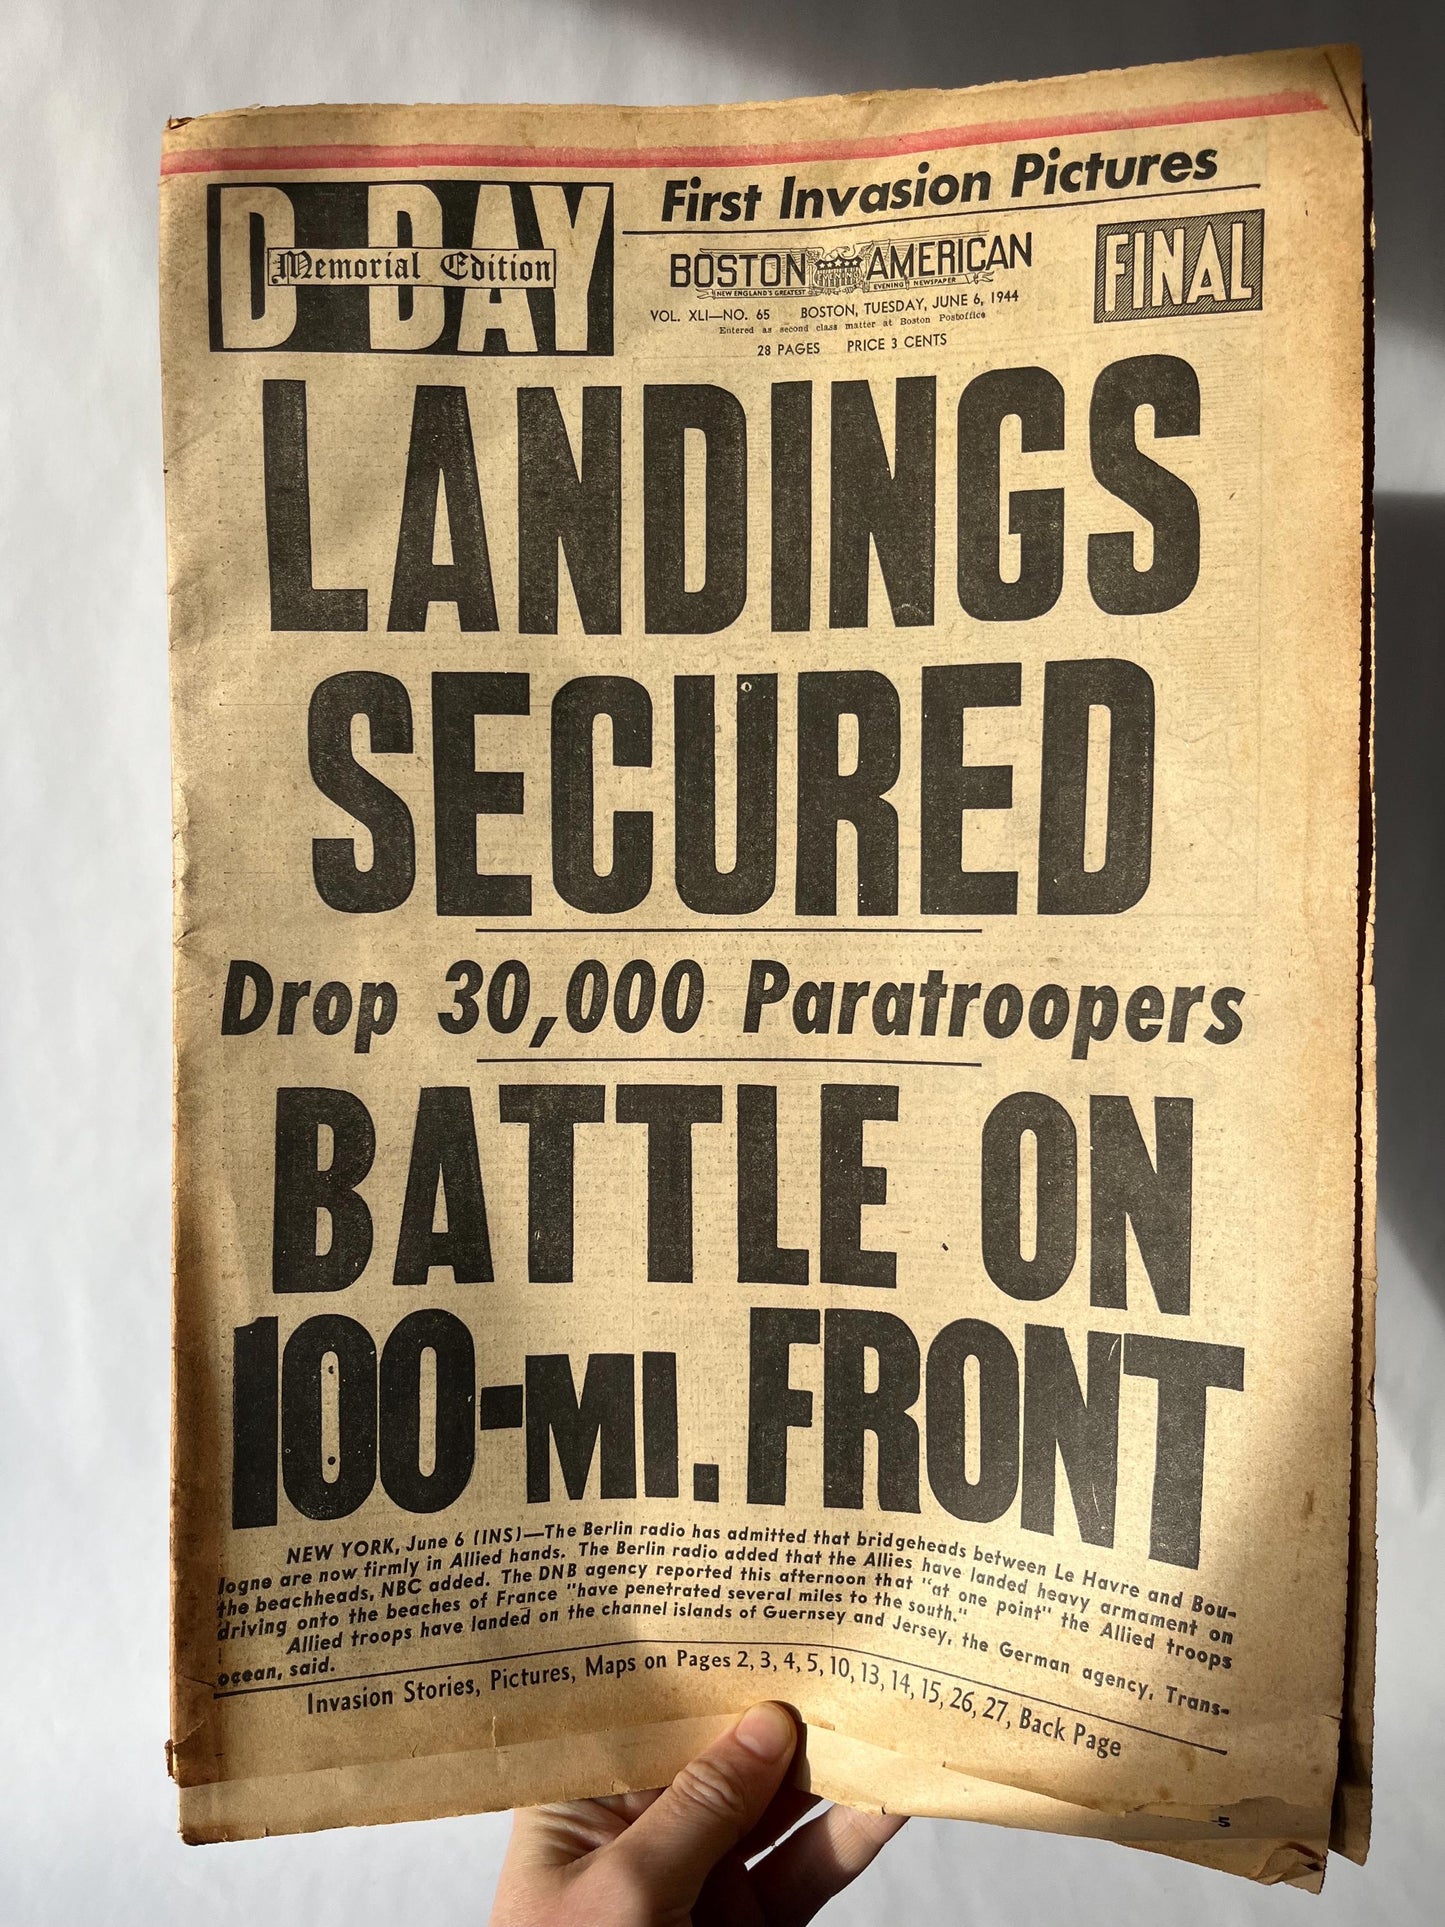 First Invasion Pictures
D-DAY
Memorial Edition
BOSTON AMERICAN
NEW ENGLAND'S GREATEST EVENING NEWSPAPER
FINAL
VOL. XLI—NO. 65 BOSTON, TUESDAY, JUNE 6, 1944
Entered as second class matter at Boston Postoffice
28 PAGES PRICE 3 CENTS
LANDINGS
SECURED
Drop 30,000 Paratroopers
BATTLE ON
100-MI. FRONT
NEW YORK, June 6 (INS)—The Berlin radio has admitted that bridgeheads between Le Havre and Bou-
logne are now firmly in Allied hands. The Berlin radio added that the Allies have landed heavy armament on
the beachheads, NBC added. The DNB agency reported this afternoon that "at one point" the Allied troops
driving onto the beaches of France "have penetrated several miles to the south."
Allied troops have landed on the channel islands of Guernsey and Jersey, the German agency, Trans-
ocean, said.
Invasion Stories, Pictures, Maps on Pages 2, 3, 4, 5, 10, 13, 14, 15, 26, 27, Back Page
5